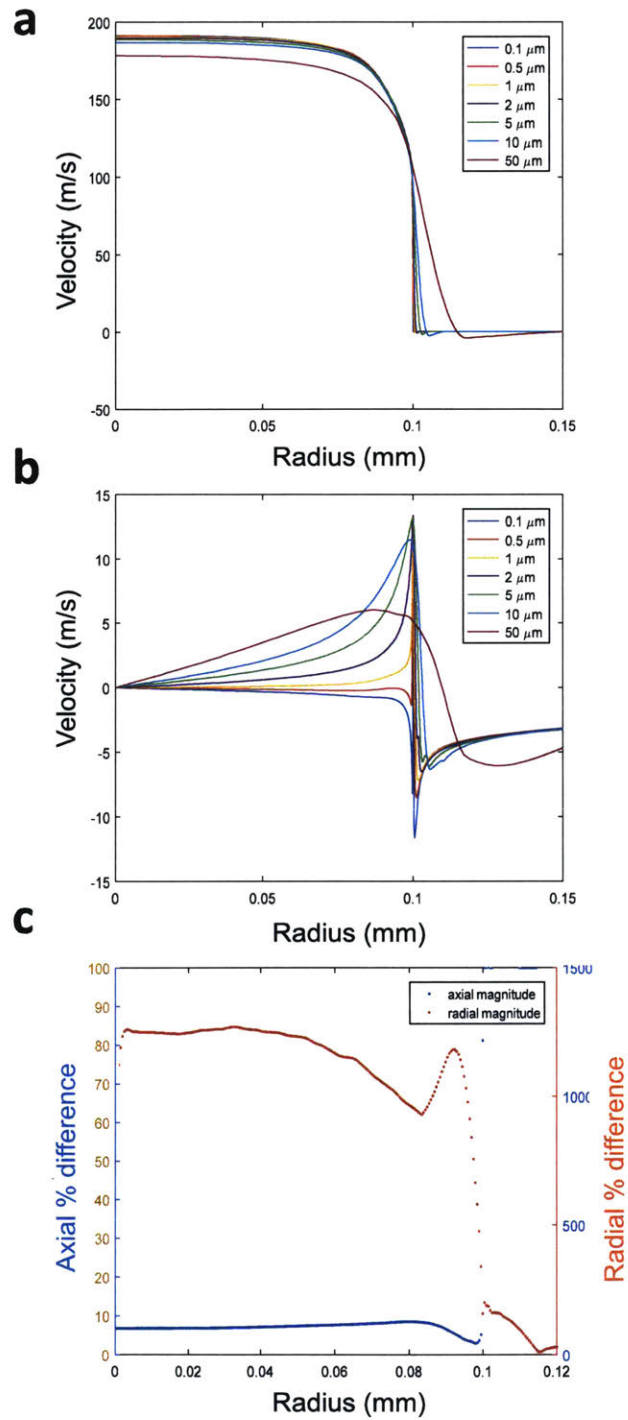 a
200
150
100
50
0
-50
Velocity (m/s)
0.1 μm
0.5 μm
1 μm
2 μm
5 μm
10 μm
50 μm
0 0.05 0.1 0.15
Radius (mm)
b
15
10
5
0
-5
-10
-15
Velocity (m/s)
0.1 μm
0.5 μm
1 μm
2 μm
5 μm
10 μm
50 μm
0 0.05 0.1 0.15
Radius (mm)
c
100
90
80
70
60
50
40
30
20
10
0
Axial % difference
axial magnitude
radial magnitude
1500
1000
500
0
Radial % difference
0 0.02 0.04 0.06 0.08 0.1 0.12
Radius (mm)